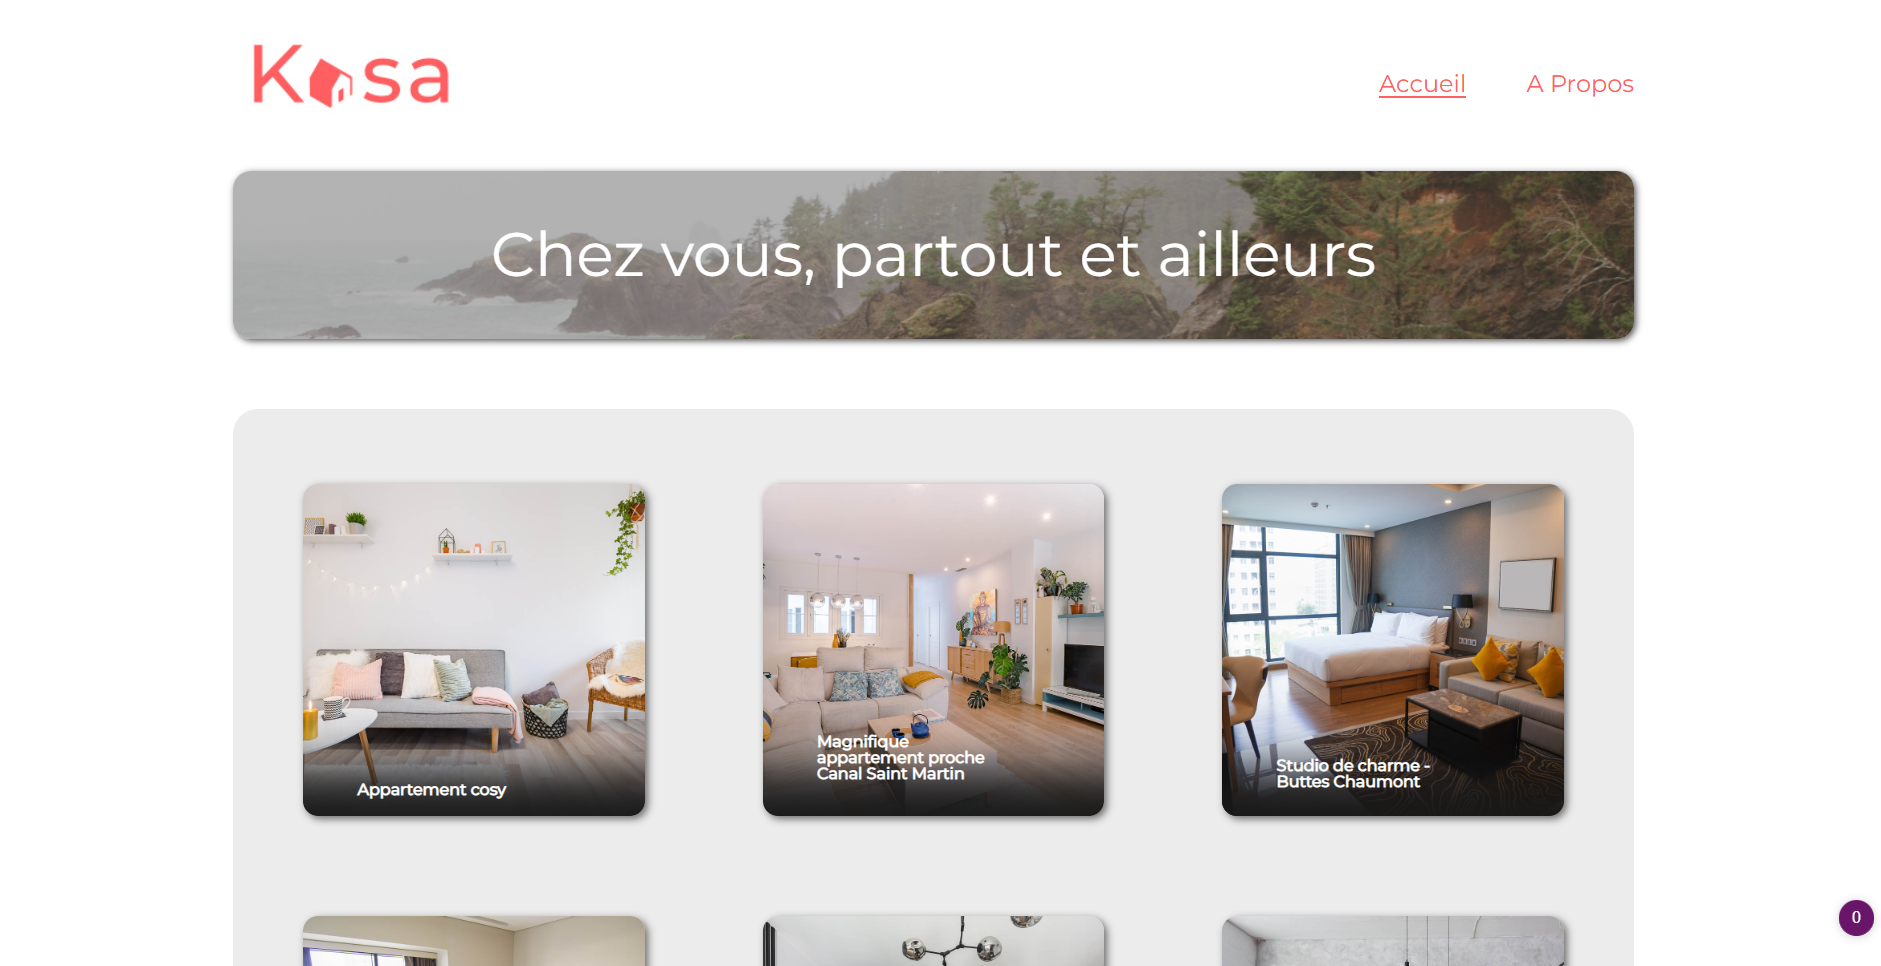 Kasa
Accueil
A Propos
Chez vous, partout et ailleurs
Appartement cosy
Magnifique
appartement proche
Canal Saint Martin
Studio de charme -
Buttes Chaumont
0